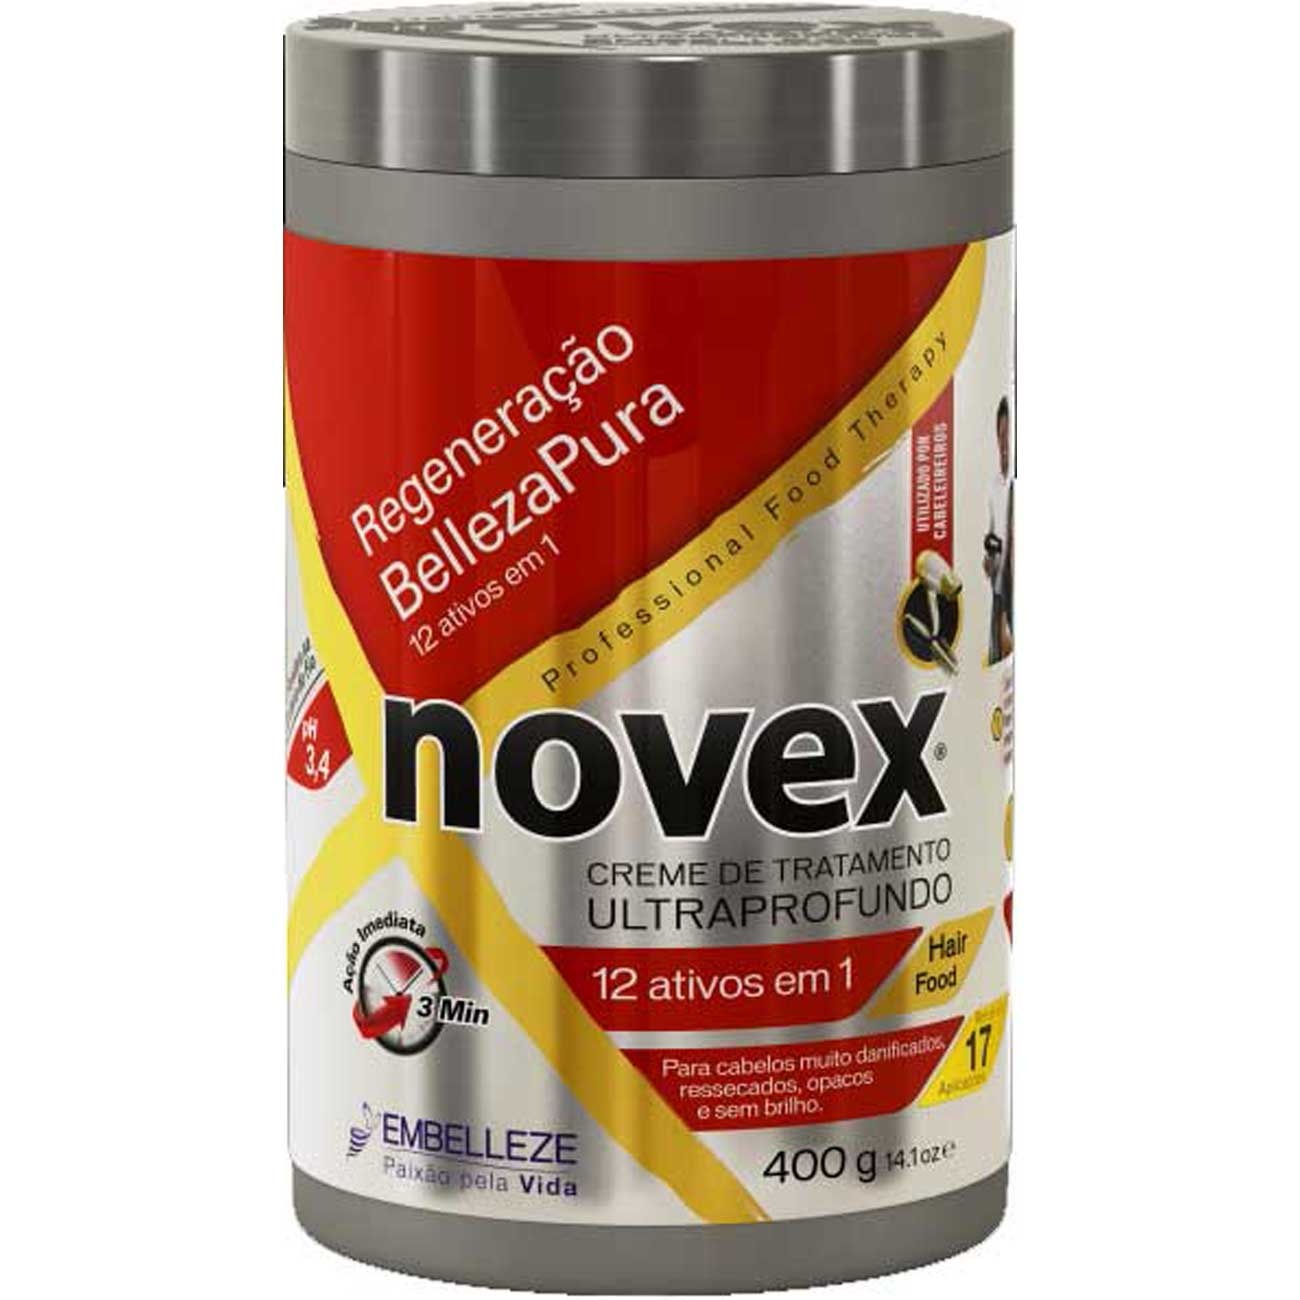 novex
Regeneração
BellezaPura
12 ativos em 1
Professional Food Therapy
UTILIZADO POR
CABELEIREIROS
pH
3,4
novex®
CREME DE TRATAMENTO
ULTRAPROFUNDO
12 ativos em 1
Hair
Food
Ação Imediata
3 Min
Para cabelos muito danificados,
ressecados, opacos
e sem brilho.
17
EMBELLEZE
Paixão pela Vida
400 g 14.1oz℮